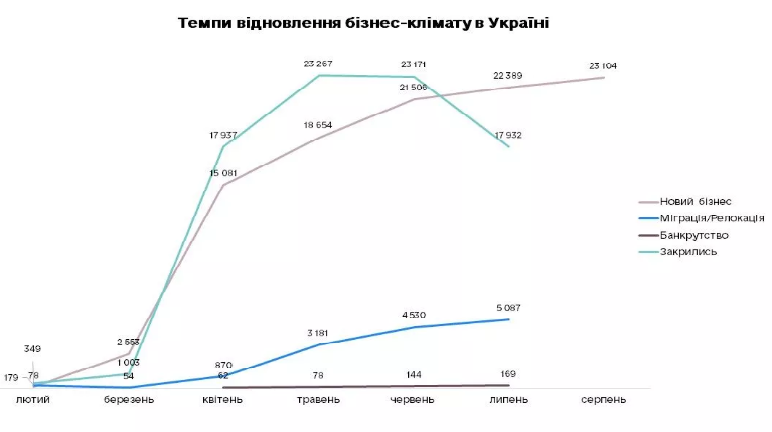 Темпи відновлення бізнес-клімату в Україні
23 267
23 171
23 104
22 389
21 506
18 654
17 937
17 932
15 081
Новий бізнес
Міграція/Релокація
Банкрутство
Закрились
5 087
4 530
3 181
2 553
349
1 003
870
179
78
54
62
78
144
169
лютий
березень
квітень
травень
червень
липень
серпень